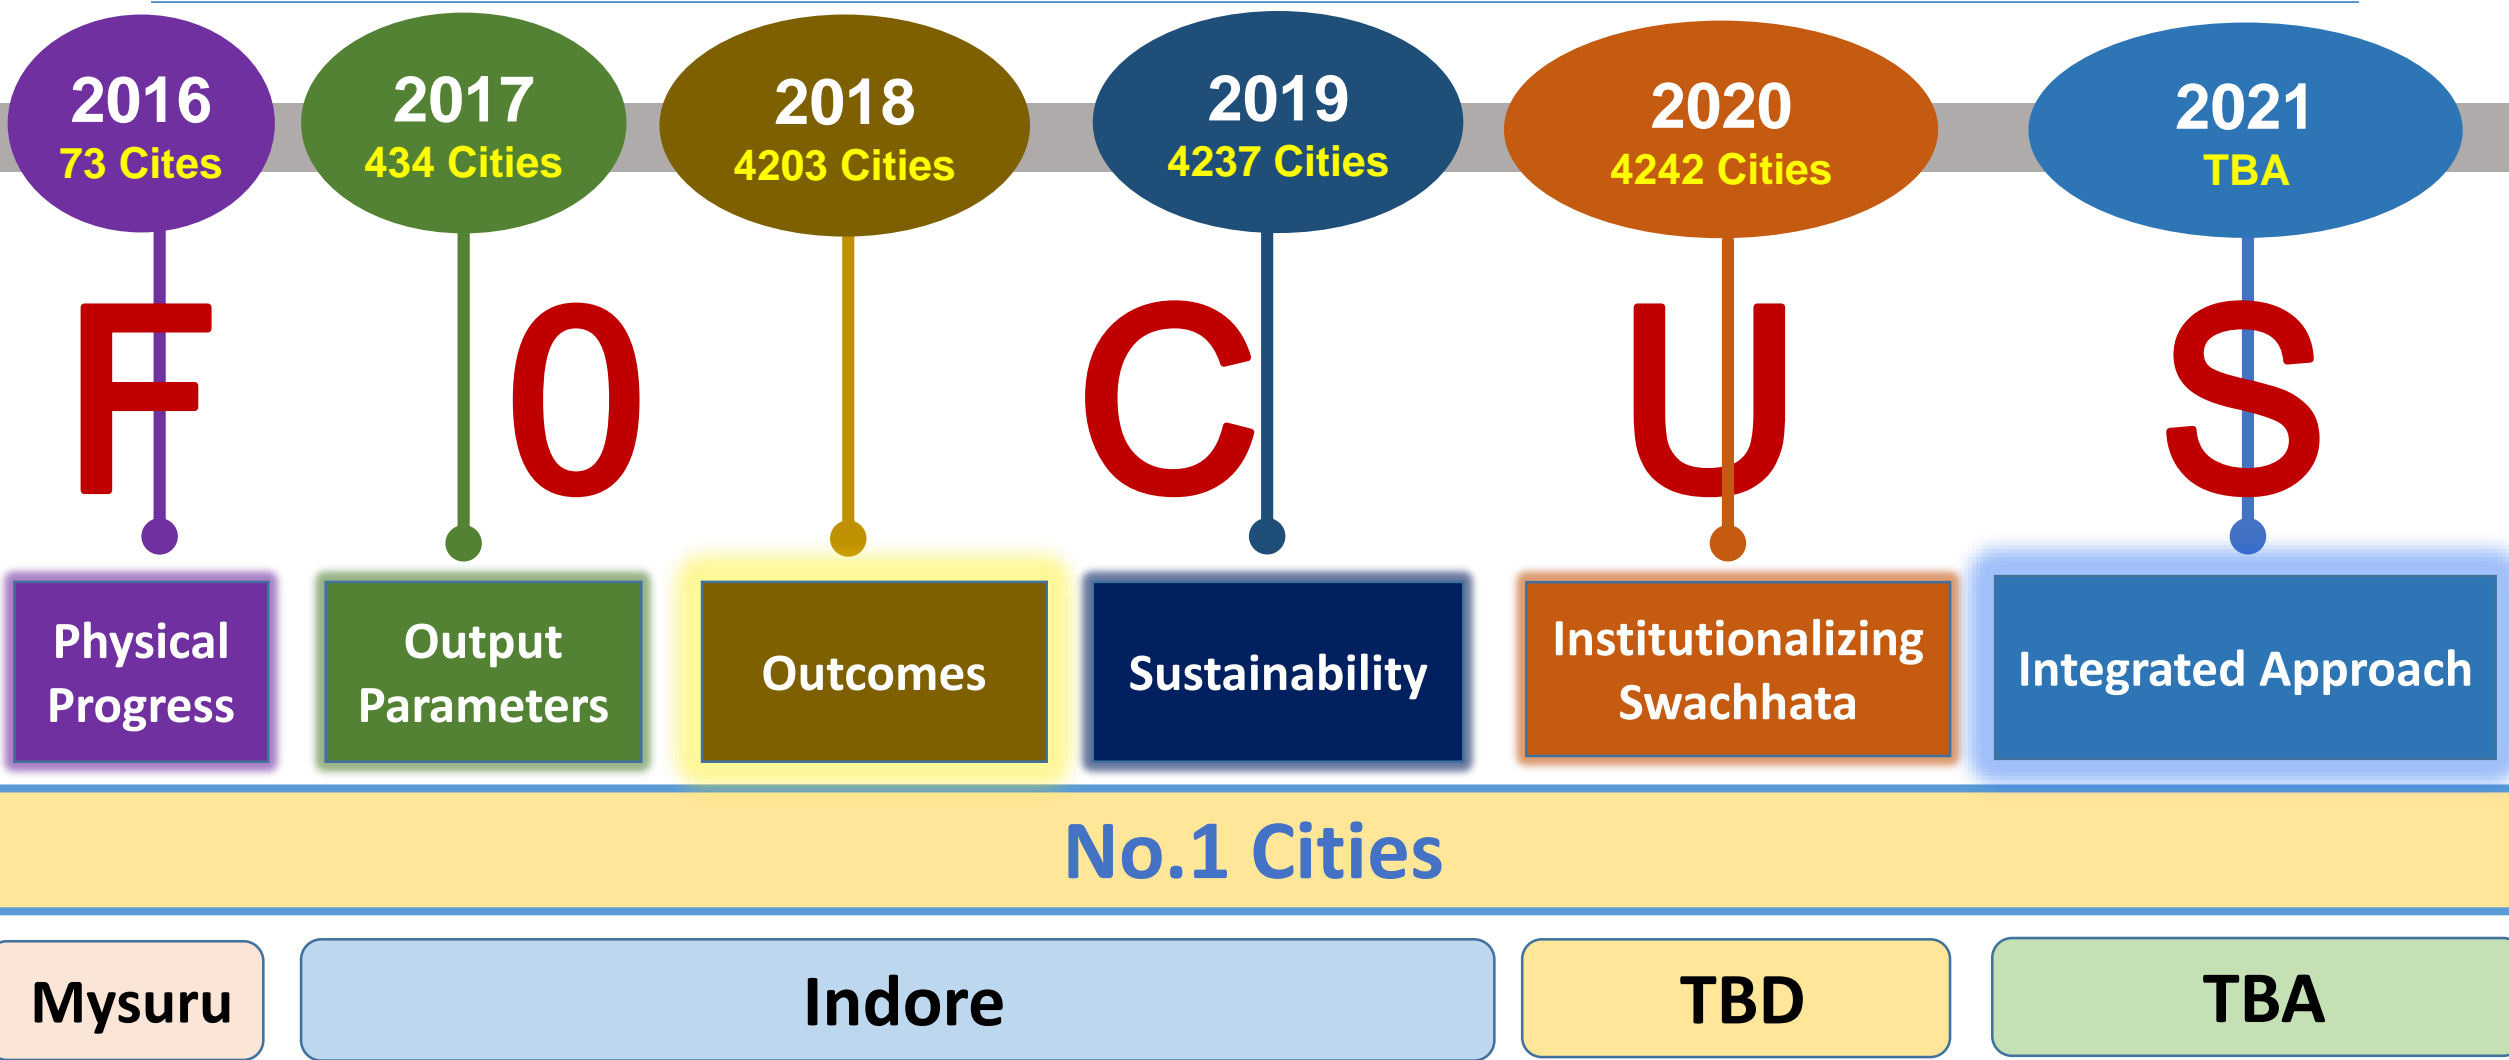 2016
73 Cites
2017
434 Cities
2018
4203 Cities
2019
4237 Cities
2020
4242 Cities
2021
TBA
F O C U S
Physical
Progress
Output
Parameters
Outcomes
Sustainability
Institutionalizing
Swachhata
Integrated Approach
No.1 Cities
Mysuru
Indore
TBD
TBA